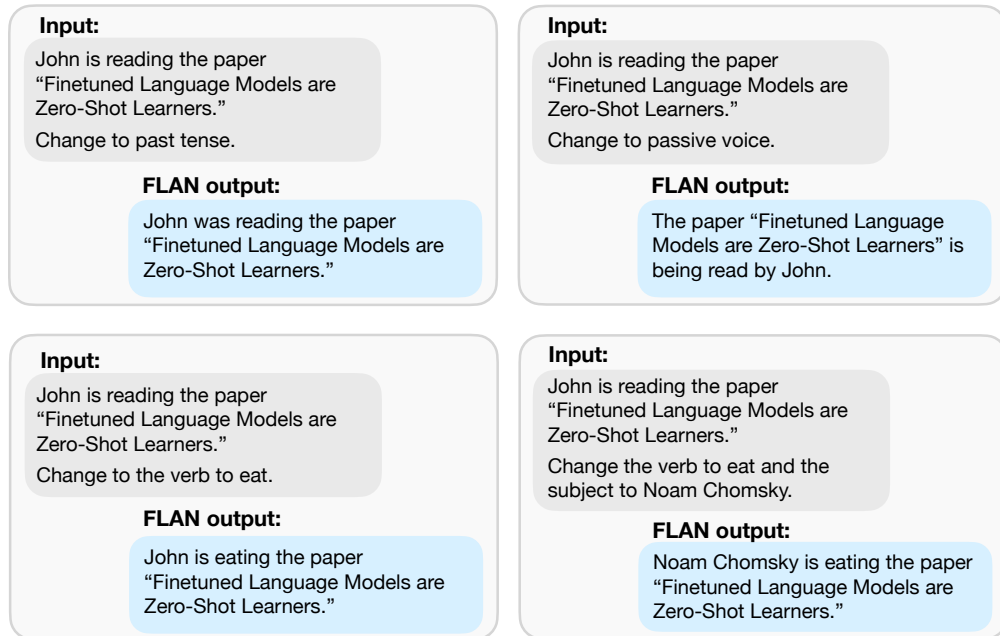 Input:
John is reading the paper
“Finetuned Language Models are
Zero-Shot Learners.”
Change to past tense.
FLAN output:
John was reading the paper
“Finetuned Language Models are
Zero-Shot Learners.”
Input:
John is reading the paper
“Finetuned Language Models are
Zero-Shot Learners.”
Change to passive voice.
FLAN output:
The paper “Finetuned Language
Models are Zero-Shot Learners” is
being read by John.
Input:
John is reading the paper
“Finetuned Language Models are
Zero-Shot Learners.”
Change to the verb to eat.
FLAN output:
John is eating the paper
“Finetuned Language Models are
Zero-Shot Learners.”
Input:
John is reading the paper
“Finetuned Language Models are
Zero-Shot Learners.”
Change the verb to eat and the
subject to Noam Chomsky.
FLAN output:
Noam Chomsky is eating the paper
“Finetuned Language Models are
Zero-Shot Learners.”